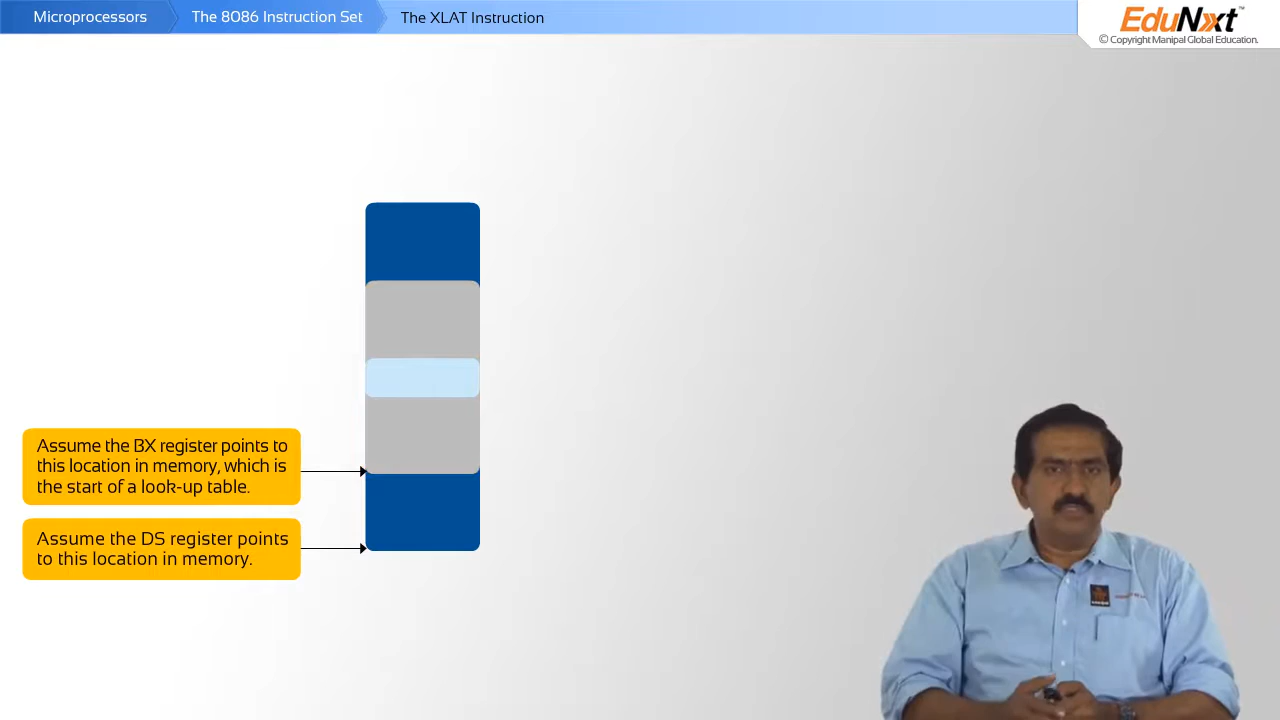 Microprocessors
The 8086 Instruction Set
The XLAT Instruction
EduNxt™
© Copyright Manipal Global Education.
Assume the BX register points to
this location in memory, which is
the start of a look-up table.
Assume the DS register points
to this location in memory.